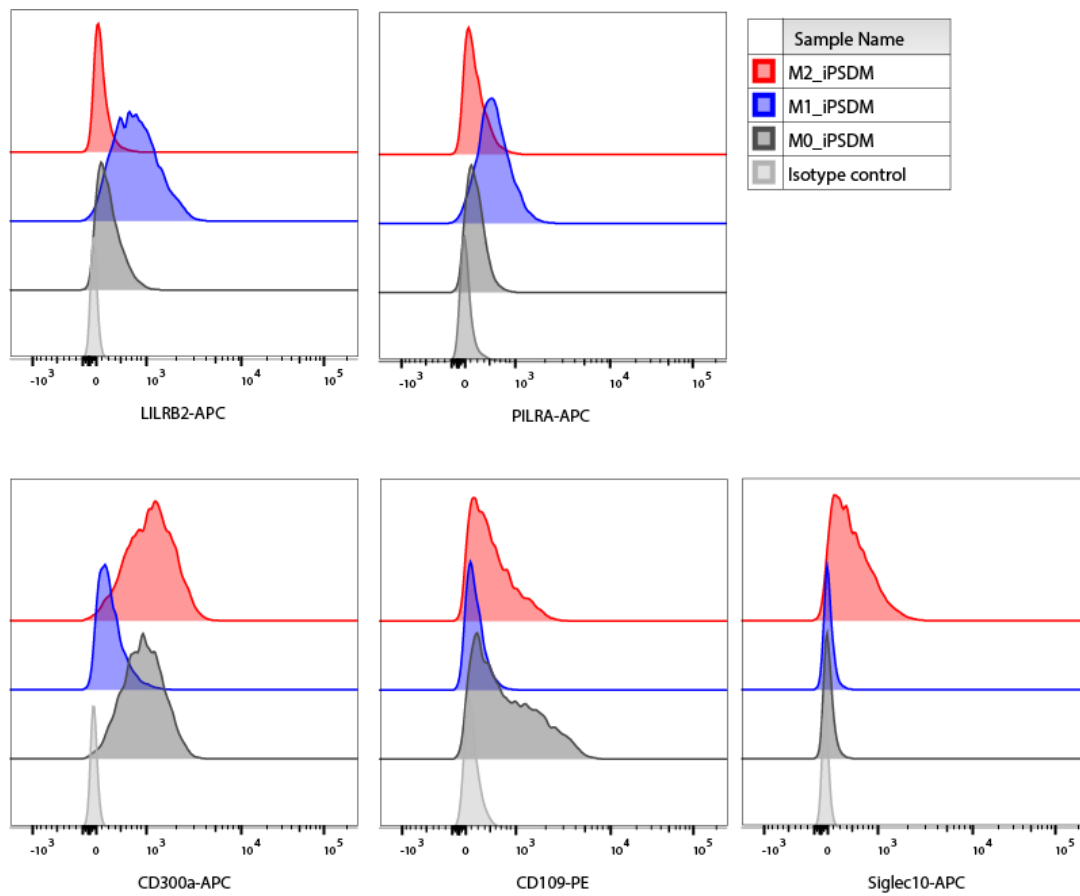 Sample Name
M2_iPSDM
M1_iPSDM
M0_iPSDM
Isotype control
-10³ 0 10³ 10⁴ 10⁵
LILRB2-APC
-10³ 0 10³ 10⁴ 10⁵
PILRA-APC
-10³ 0 10³ 10⁴ 10⁵
CD300a-APC
-10³ 0 10³ 10⁴ 10⁵
CD109-PE
-10³ 0 10³ 10⁴ 10⁵
Siglec10-APC